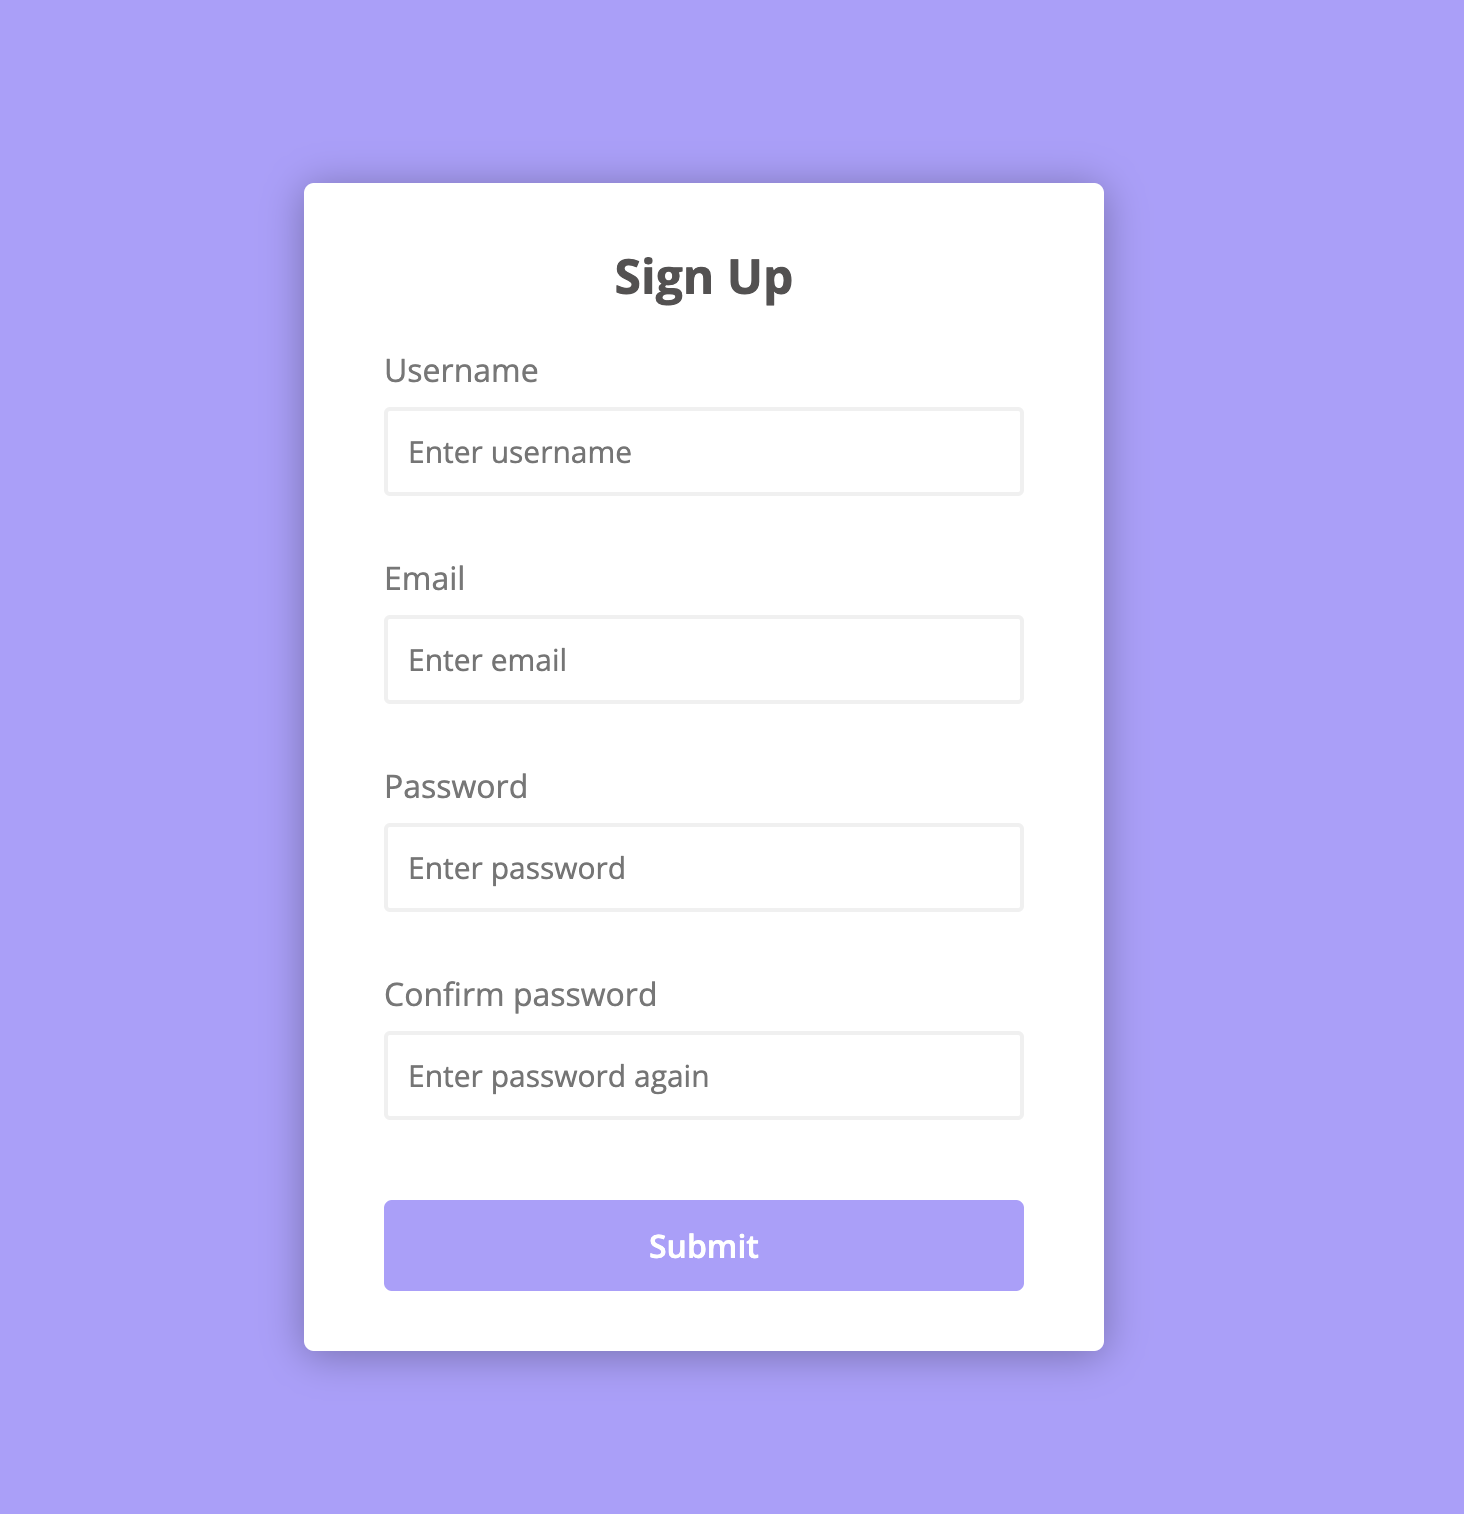 Sign Up
Username
Enter username
Email
Enter email
Password
Enter password
Confirm password
Enter password again
Submit